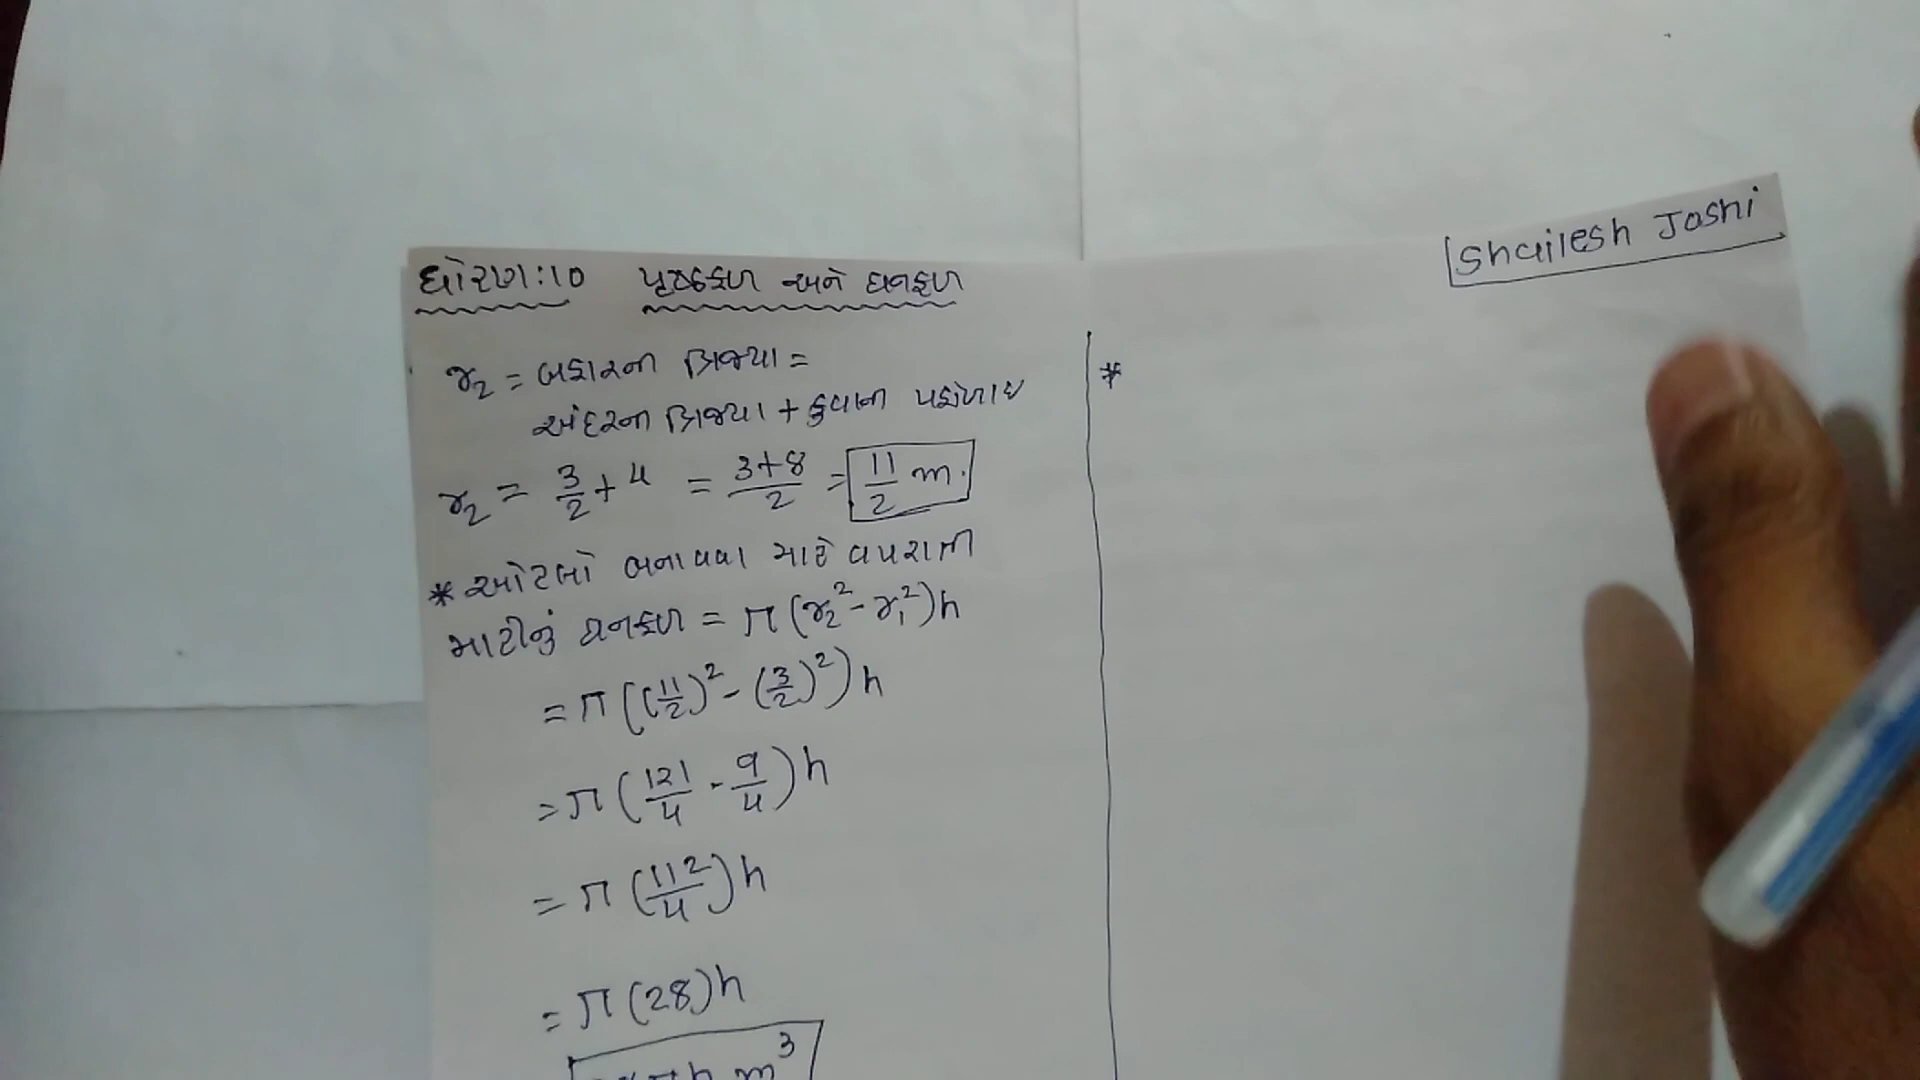 ધોરણ:10 પૃષ્ઠફળ અને ઘનફળ
Shailesh Joshi
r₂ = બહારની ત્રિજ્યા =
અંદરની ત્રિજ્યા + કુવાની પહોળાઇ
r₂ = 3/2 + 4 = (3+8)/2 = 11/2 m.
* ઓટલો બનાવવા માટે વપરાતી
માટીનું ઘનફળ = π(r₂² - r₁²)h
= π((11/2)² - (3/2)²)h
= π(121/4 - 9/4)h
= π(112/4)h
= π(28)h
h m³
*